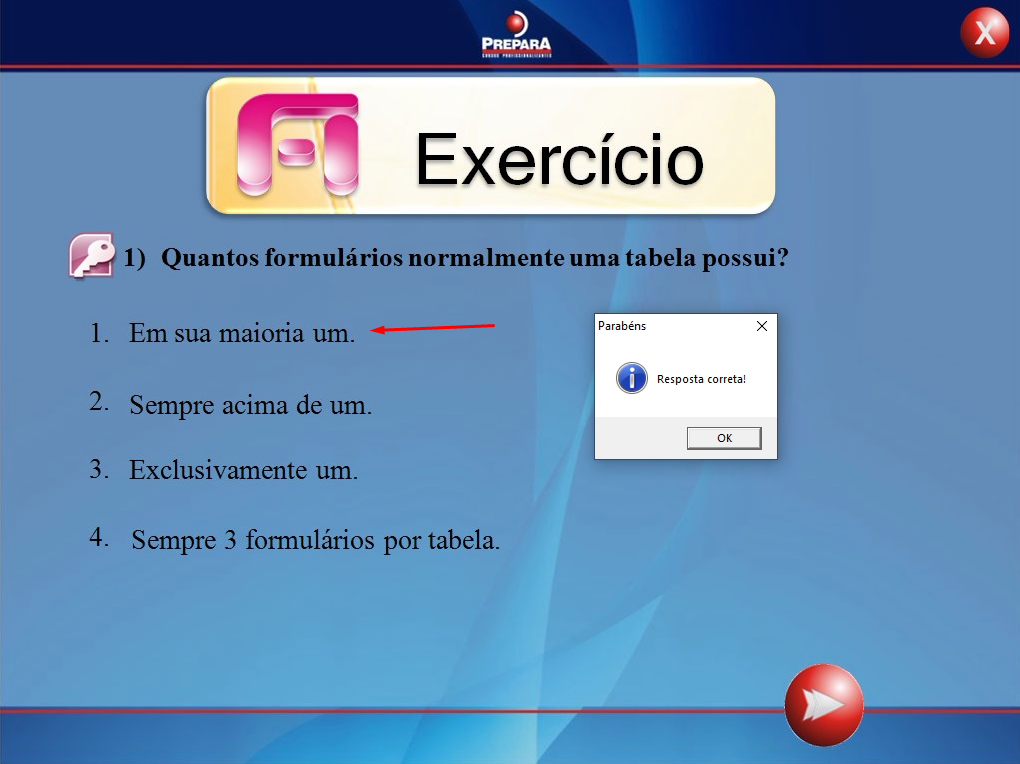 PREPARA
CURSOS PROFISSIONALIZANTES
X
Exercício
1) Quantos formulários normalmente uma tabela possui?
1. Em sua maioria um.
2. Sempre acima de um.
3. Exclusivamente um.
4. Sempre 3 formulários por tabela.
Parabéns
Resposta correta!
OK